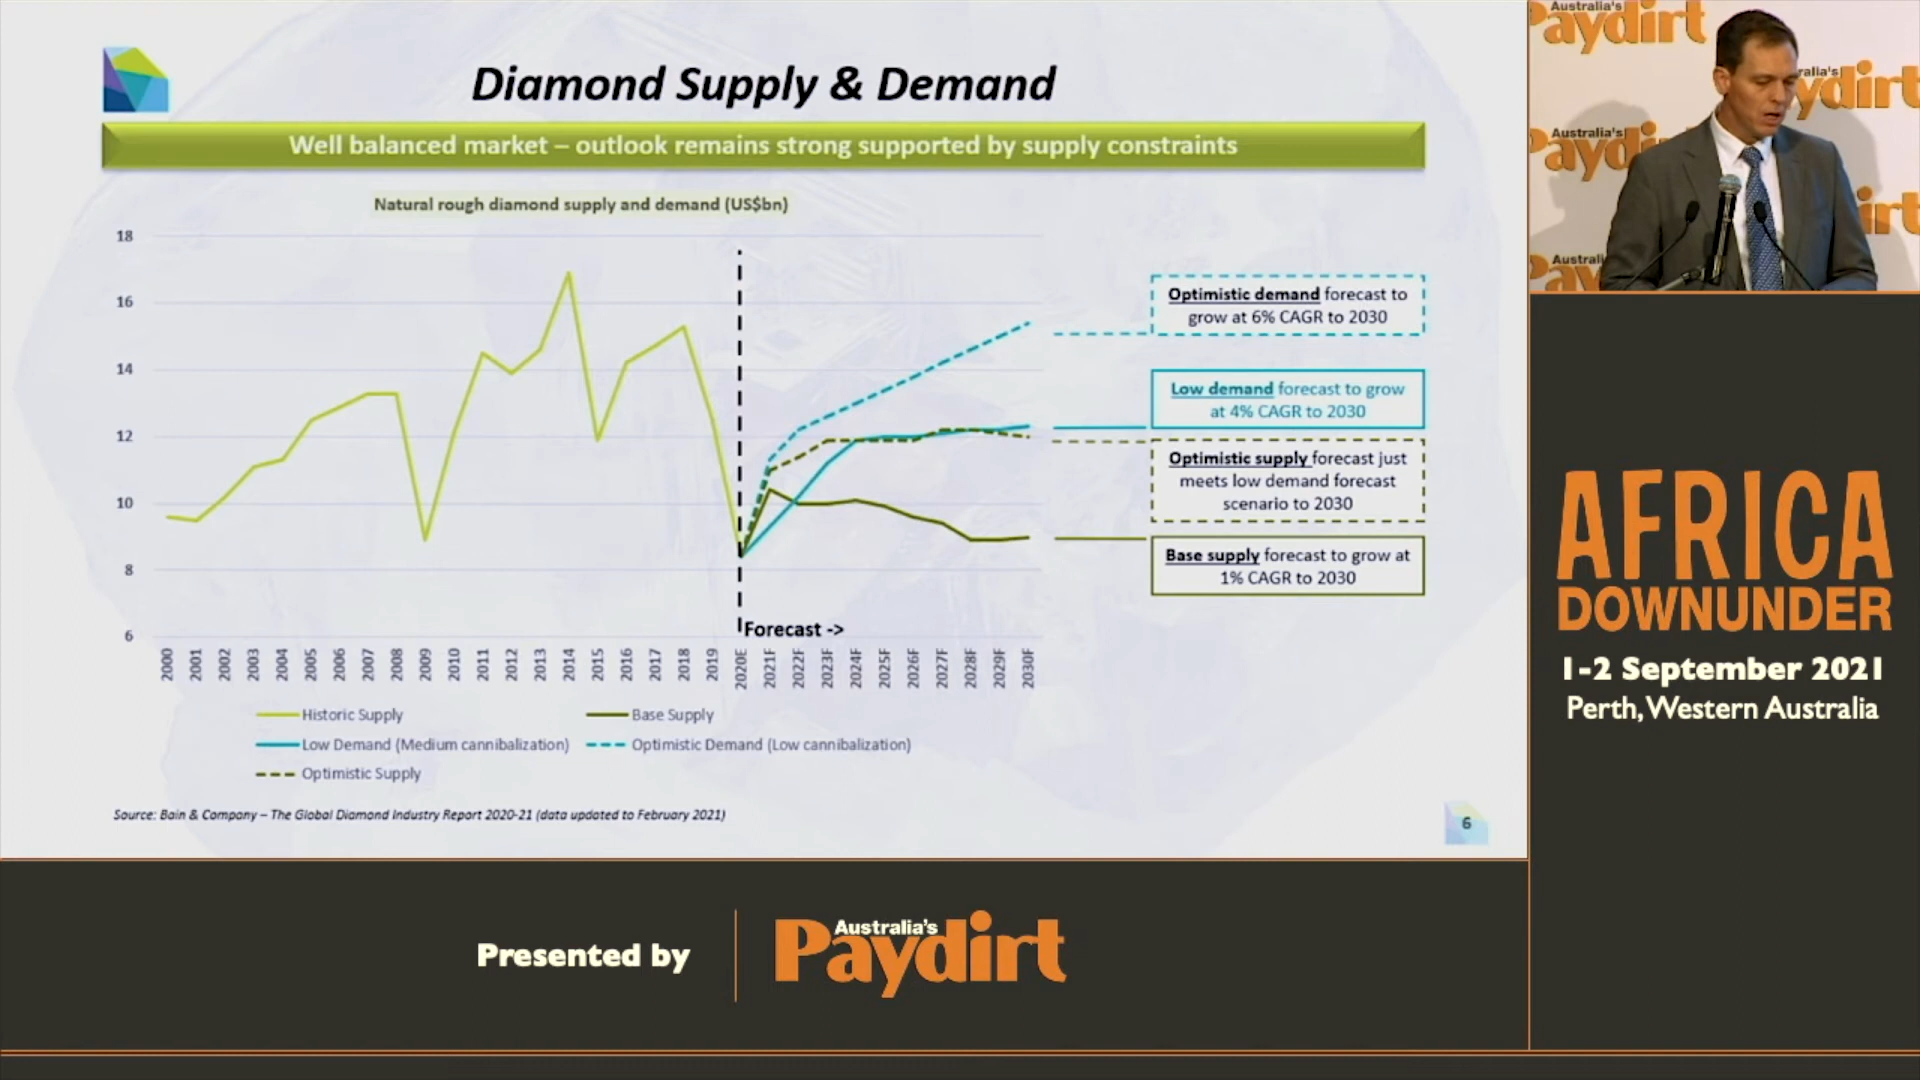 Diamond Supply & Demand
Well balanced market – outlook remains strong supported by supply constraints
Natural rough diamond supply and demand (US$bn)
18
16
14
12
10
8
6
Forecast ->
2000
2001
2002
2003
2004
2005
2006
2007
2008
2009
2010
2011
2012
2013
2014
2015
2016
2017
2018
2019
2020E
2021F
2022F
2023F
2024F
2025F
2026F
2027F
2028F
2029F
2030F
Optimistic demand forecast to
grow at 6% CAGR to 2030
Low demand forecast to grow
at 4% CAGR to 2030
Optimistic supply forecast just
meets low demand forecast
scenario to 2030
Base supply forecast to grow at
1% CAGR to 2030
Historic Supply
Base Supply
Low Demand (Medium cannibalization)
Optimistic Demand (Low cannibalization)
Optimistic Supply
Source: Bain & Company – The Global Diamond Industry Report 2020-21 (data updated to February 2021)
6
Australia's
Paydirt
Australia's
Australia's
AFRICA
DOWNUNDER
1-2 September 2021
Perth, Western Australia
Presented by
Australia's
Paydirt